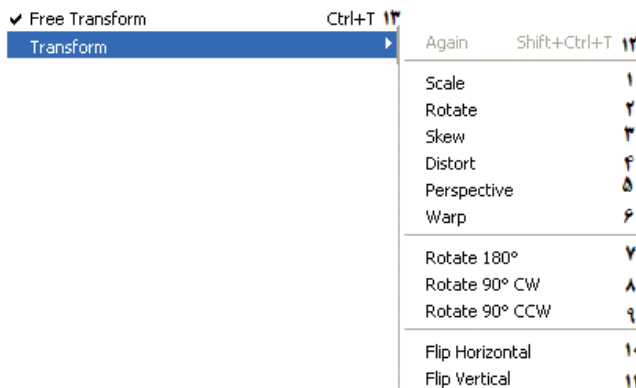 ✔ Free Transform Ctrl+T ۱۳
Transform
Again Shift+Ctrl+T ۱۲
Scale ۱
Rotate ۲
Skew ۳
Distort ۴
Perspective ۵
Warp ۶
Rotate 180° ۷
Rotate 90° CW ۸
Rotate 90° CCW ۹
Flip Horizontal ۱۰
Flip Vertical ۱۱